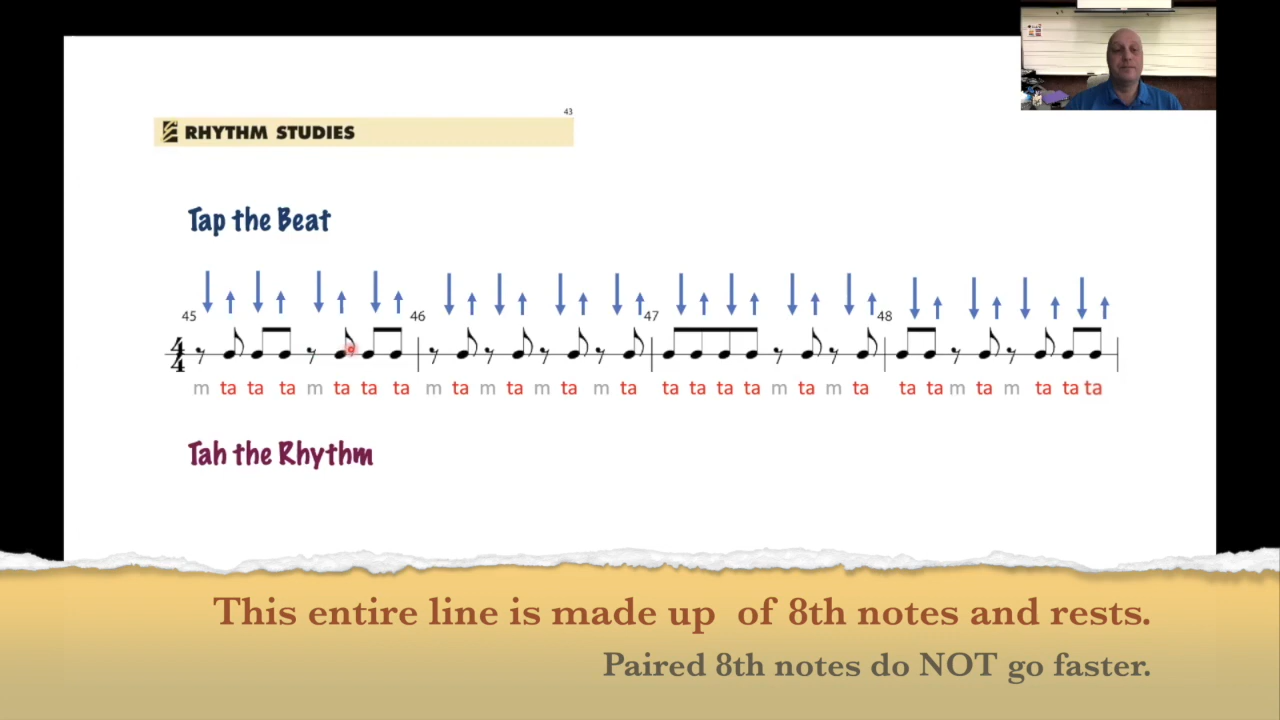 43
RHYTHM STUDIES
Tap the Beat
45 46 47 48
4
4
m ta ta ta m ta ta ta m ta m ta m ta m ta ta ta ta ta m ta m ta ta ta m ta m ta ta ta
Tah the Rhythm
This entire line is made up of 8th notes and rests.
Paired 8th notes do NOT go faster.